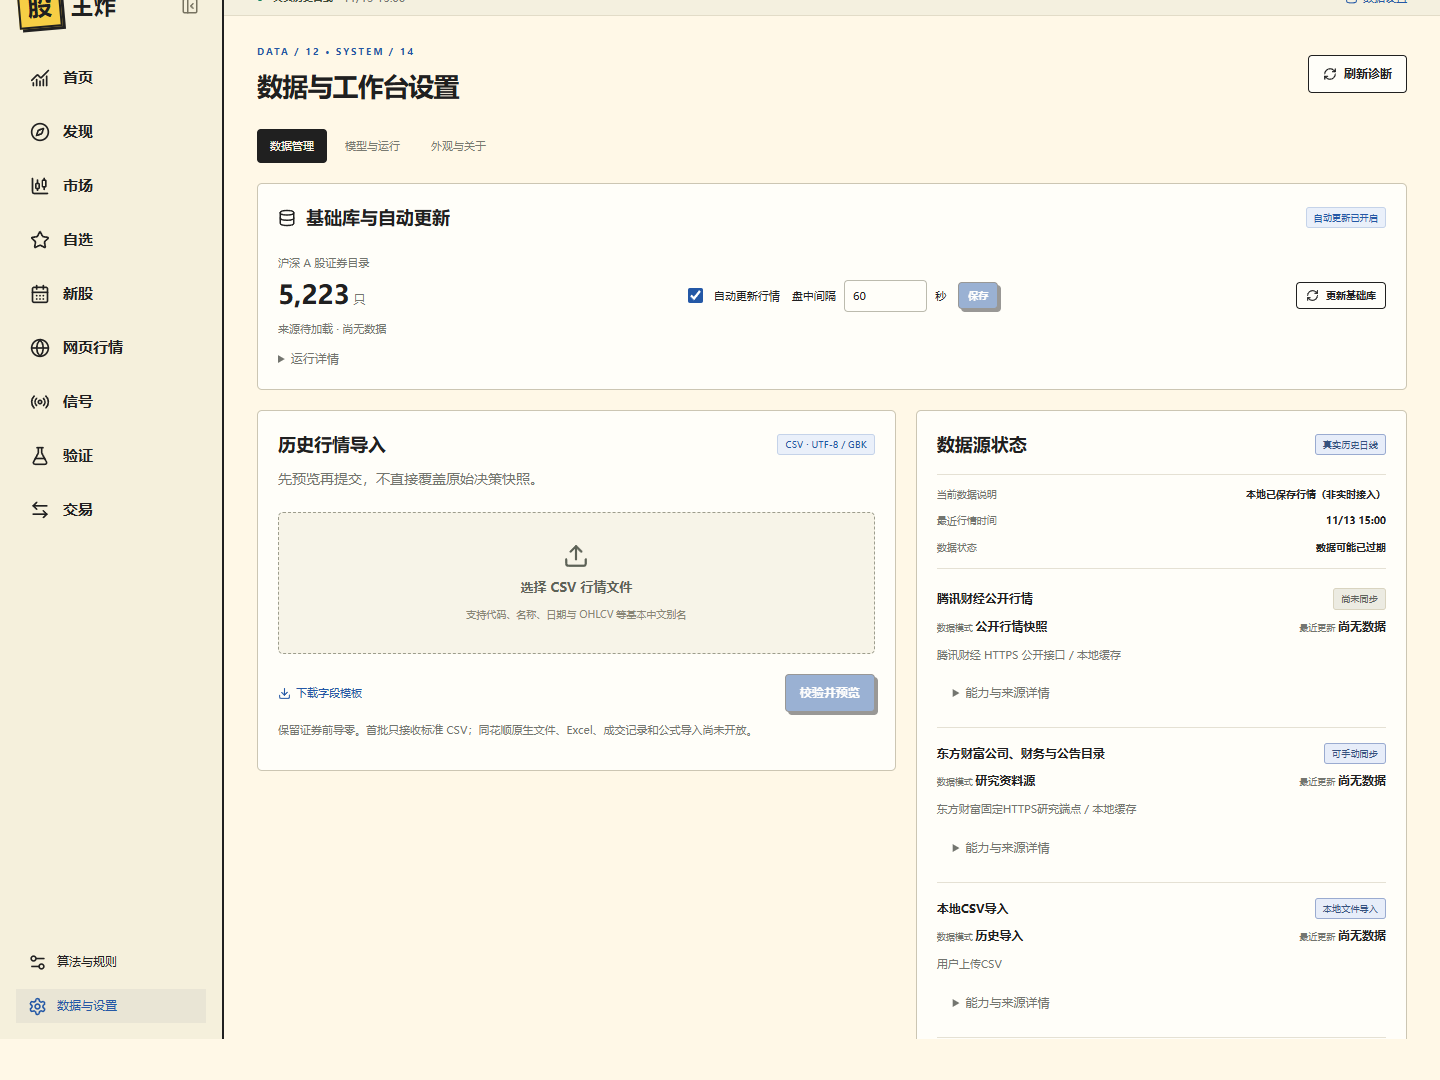 股 王炸
首页
发现
市场
自选
新股
网页行情
信号
验证
交易
算法与规则
数据与设置
DATA / 12 • SYSTEM / 14
数据与工作台设置
刷新诊断
数据管理 模型与运行 外观与关于
基础库与自动更新
自动更新已开启
沪深 A 股证券目录
5,223 只
自动更新行情 盘中间隔 60 秒 保存
更新基础库
来源待加载 · 尚无数据
运行详情
历史行情导入
CSV · UTF-8 / GBK
先预览再提交，不直接覆盖原始决策快照。
选择 CSV 行情文件
支持代码、名称、日期与 OHLCV 等基本中文别名
下载字段模板
校验并预览
保留证券前导零。首批只接收标准 CSV；同花顺原生文件、Excel、成交记录和公式导入尚未开放。
数据源状态
真实历史日线
当前数据说明 本地已保存行情（非实时接入）
最近行情时间 11/13 15:00
数据状态 数据可能已过期
腾讯财经公开行情 尚未同步
数据模式 公开行情快照 最近更新 尚无数据
腾讯财经 HTTPS 公开接口 / 本地缓存
能力与来源详情
东方财富公司、财务与公告目录 可手动同步
数据模式 研究资料源 最近更新 尚无数据
东方财富固定HTTPS研究端点 / 本地缓存
能力与来源详情
本地CSV导入 本地文件导入
数据模式 历史导入 最近更新 尚无数据
用户上传CSV
能力与来源详情